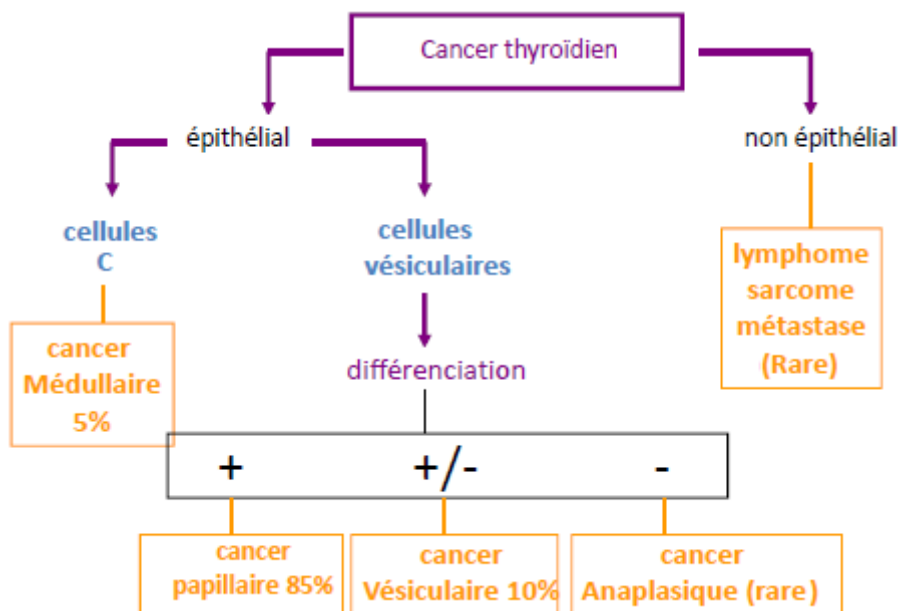 Cancer thyroïdien
épithélial
non épithélial
cellules
C
cellules
vésiculaires
lymphome
sarcome
métastase
(Rare)
cancer
Médullaire
5%
différenciation
+ +/- -
cancer
papillaire 85%
cancer
Vésiculaire 10%
cancer
Anaplasique (rare)